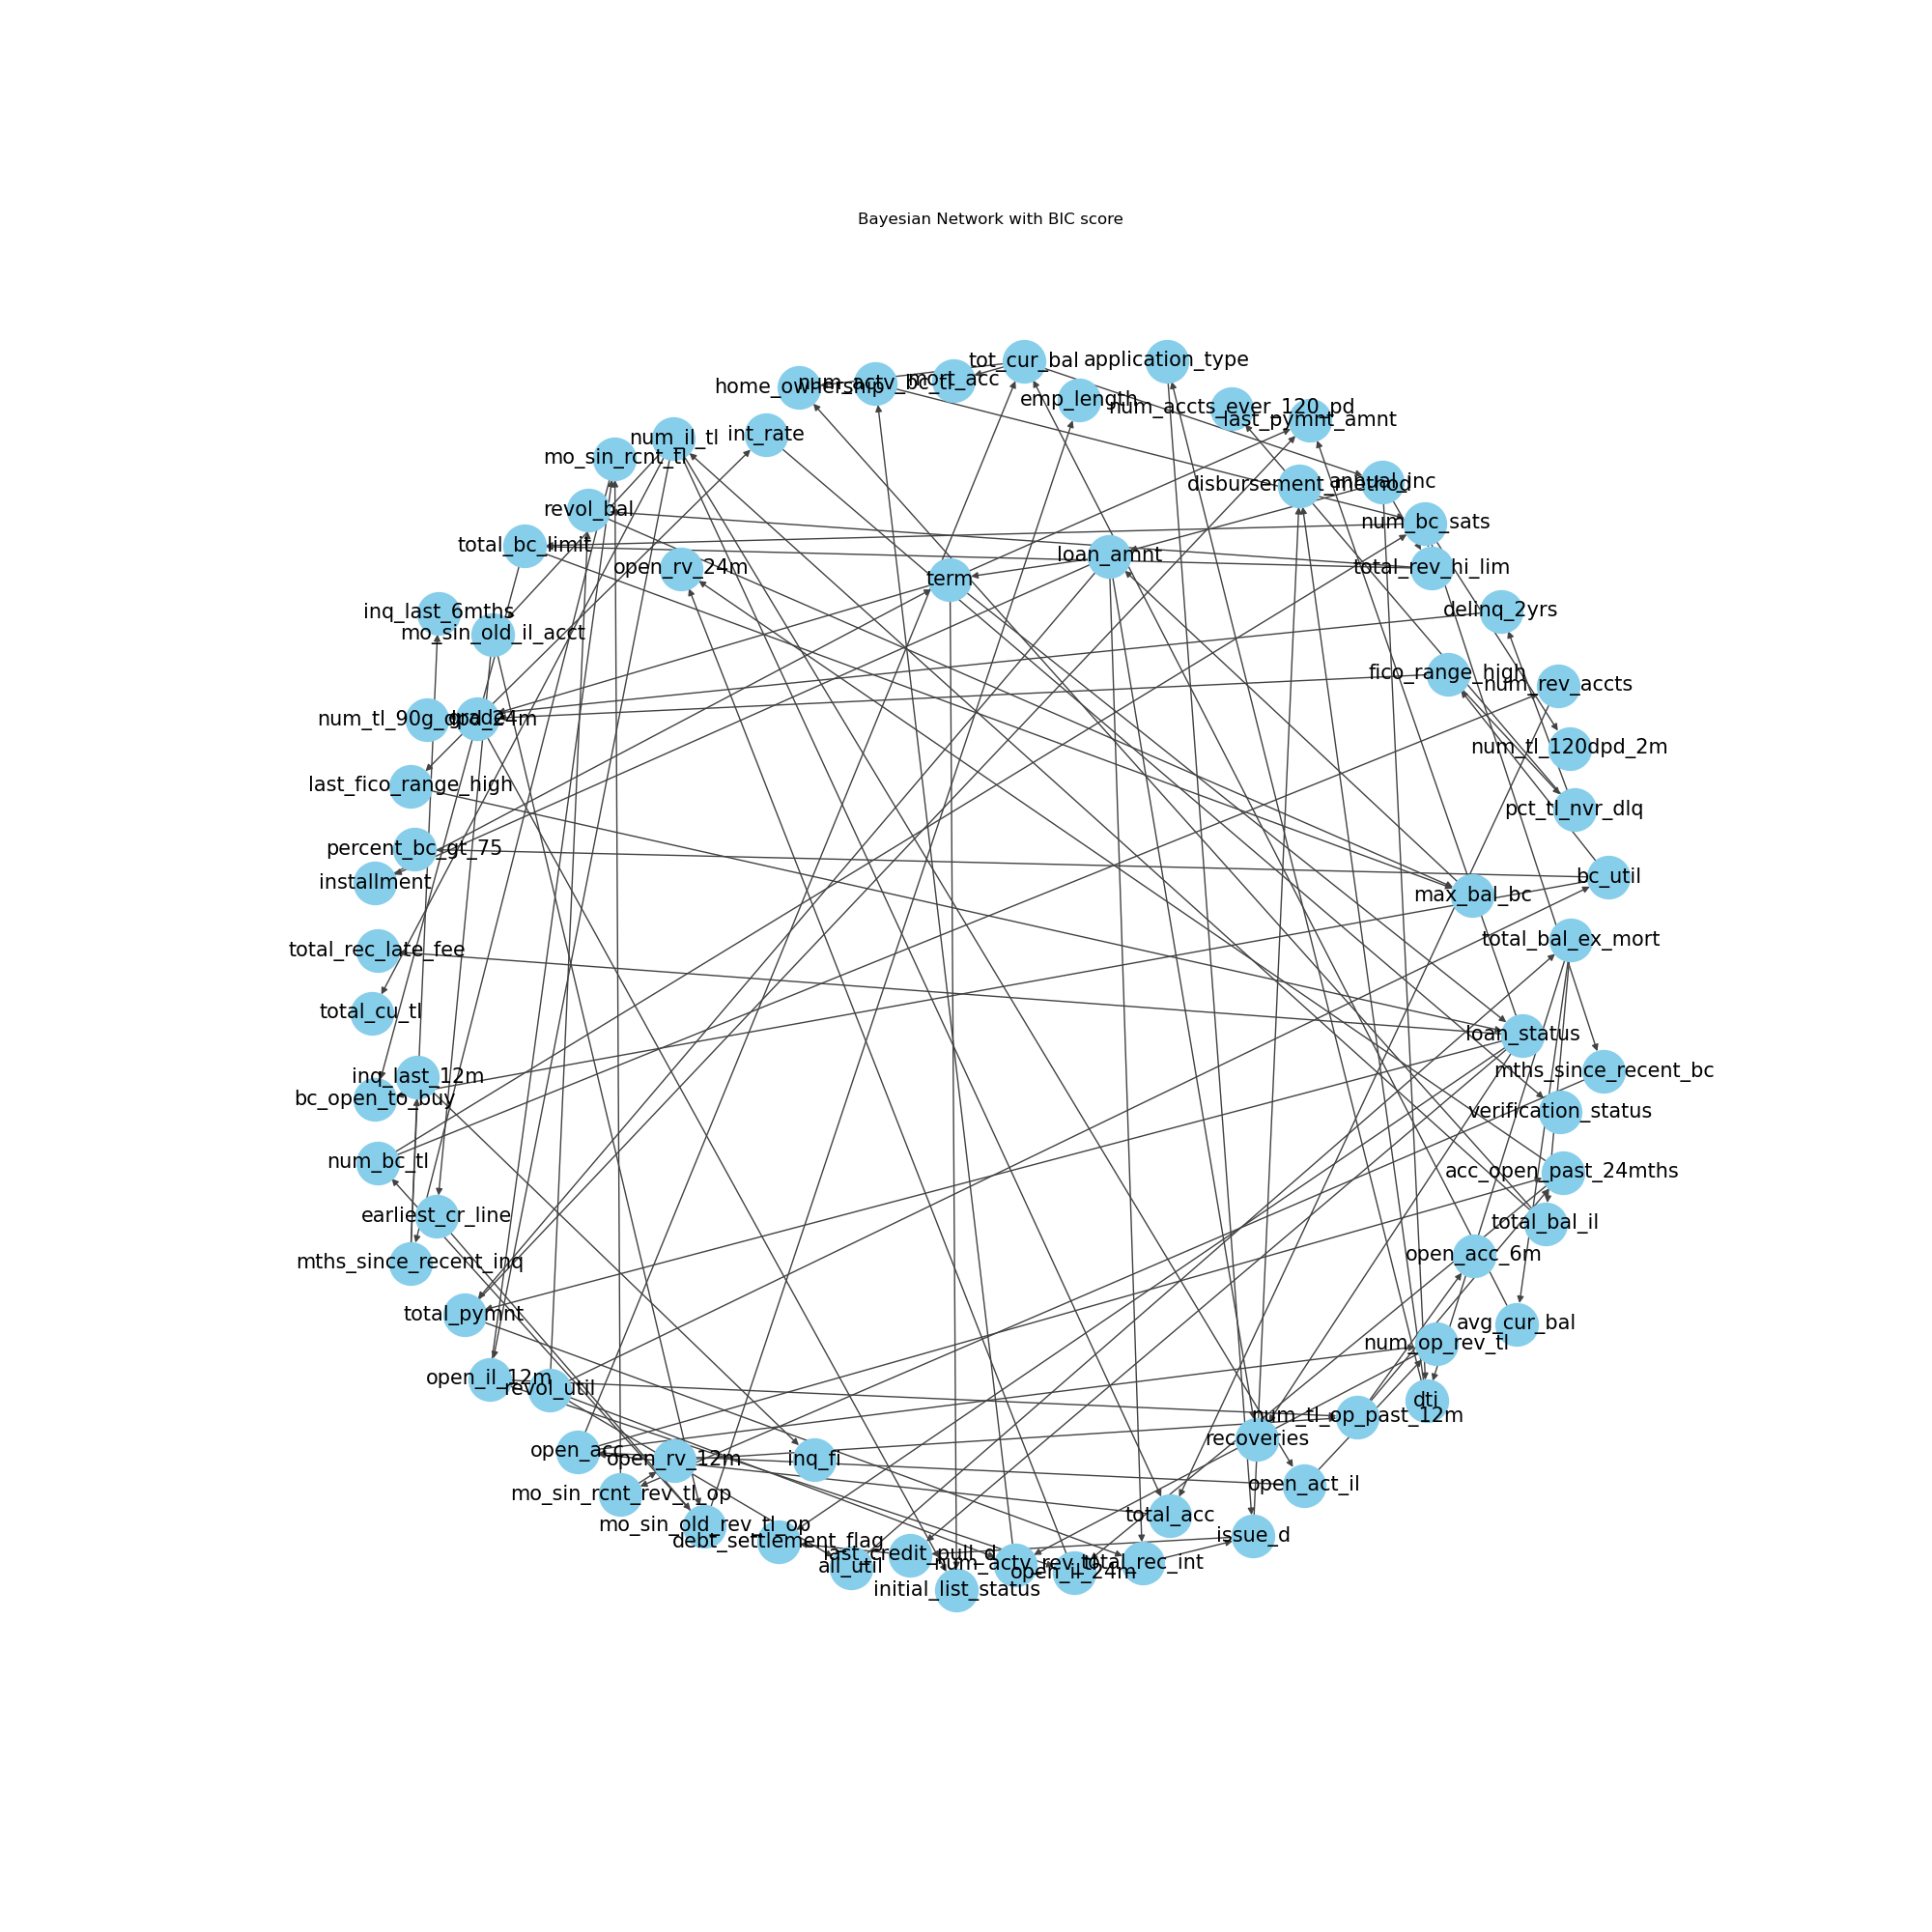 Bayesian Network with BIC score
tot_cur_bal
application_type
mort_acc
num_actv_bc_tl
home_ownership
emp_length
num_accts_ever_120_pd
last_pymnt_amnt
int_rate
num_il_tl
mo_sin_rcnt_tl
annual_inc
disbursement_method
revol_bal
num_bc_sats
total_bc_limit
loan_amnt
open_rv_24m
total_rev_hi_lim
term
inq_last_6mths
delinq_2yrs
mo_sin_old_il_acct
fico_range_high
num_rev_accts
num_tl_90g_dpd_24m
grade
num_tl_120dpd_2m
last_fico_range_high
pct_tl_nvr_dlq
percent_bc_gt_75
bc_util
installment
max_bal_bc
total_bal_ex_mort
total_rec_late_fee
total_cu_tl
loan_status
mths_since_recent_bc
inq_last_12m
bc_open_to_buy
verification_status
num_bc_tl
acc_open_past_24mths
earliest_cr_line
total_bal_il
open_acc_6m
mths_since_recent_inq
total_pymnt
avg_cur_bal
num_op_rev_tl
open_il_12m
revol_util
dti
num_tl_op_past_12m
recoveries
open_acc
open_rv_12m
inq_fi
open_act_il
mo_sin_rcnt_rev_tl_op
total_acc
mo_sin_old_rev_tl_op
issue_d
debt_settlement_flag
last_credit_pull_d
all_util
num_actv_rev_tl
total_rec_int
open_il_24m
initial_list_status